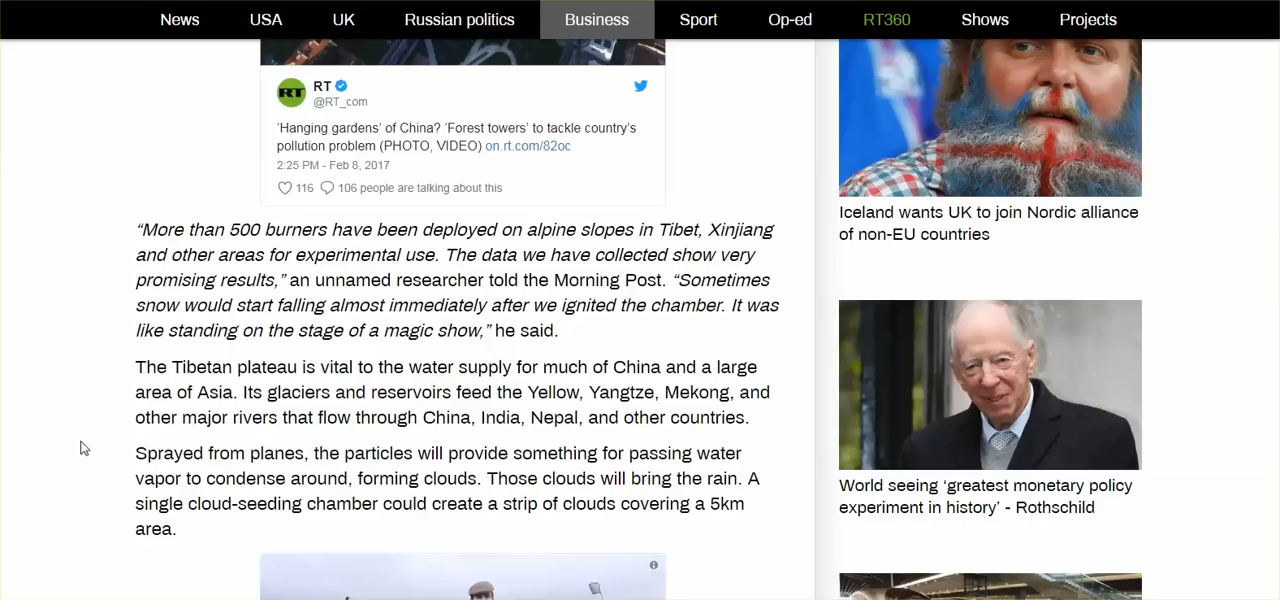 News USA UK Russian politics Business Sport Op-ed RT360 Shows Projects
RT
RT
@RT_com
‘Hanging gardens’ of China? ‘Forest towers’ to tackle country’s
pollution problem (PHOTO, VIDEO) on.rt.com/82oc
2:25 PM - Feb 8, 2017
116 106 people are talking about this
“More than 500 burners have been deployed on alpine slopes in Tibet, Xinjiang
and other areas for experimental use. The data we have collected show very
promising results,” an unnamed researcher told the Morning Post. “Sometimes
snow would start falling almost immediately after we ignited the chamber. It was
like standing on the stage of a magic show,” he said.
The Tibetan plateau is vital to the water supply for much of China and a large
area of Asia. Its glaciers and reservoirs feed the Yellow, Yangtze, Mekong, and
other major rivers that flow through China, India, Nepal, and other countries.
Sprayed from planes, the particles will provide something for passing water
vapor to condense around, forming clouds. Those clouds will bring the rain. A
single cloud-seeding chamber could create a strip of clouds covering a 5km
area.
Iceland wants UK to join Nordic alliance
of non-EU countries
World seeing ‘greatest monetary policy
experiment in history’ - Rothschild